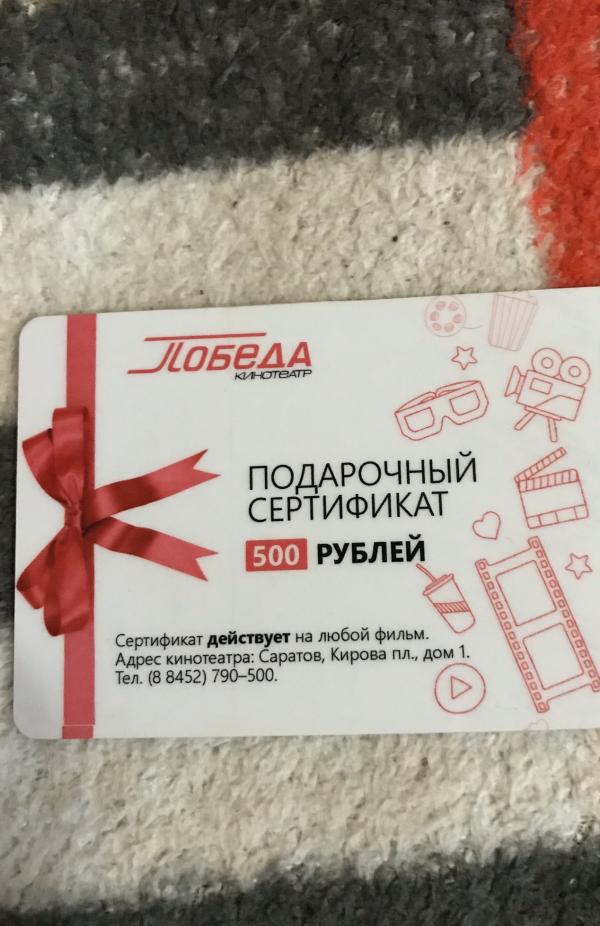 ПОБЕДА
КИНОТЕАТР
ПОДАРОЧНЫЙ
СЕРТИФИКАТ
500 РУБЛЕЙ
Сертификат действует на любой фильм.
Адрес кинотеатра: Саратов, Кирова пл., дом 1.
Тел. (8 8452) 790–500.